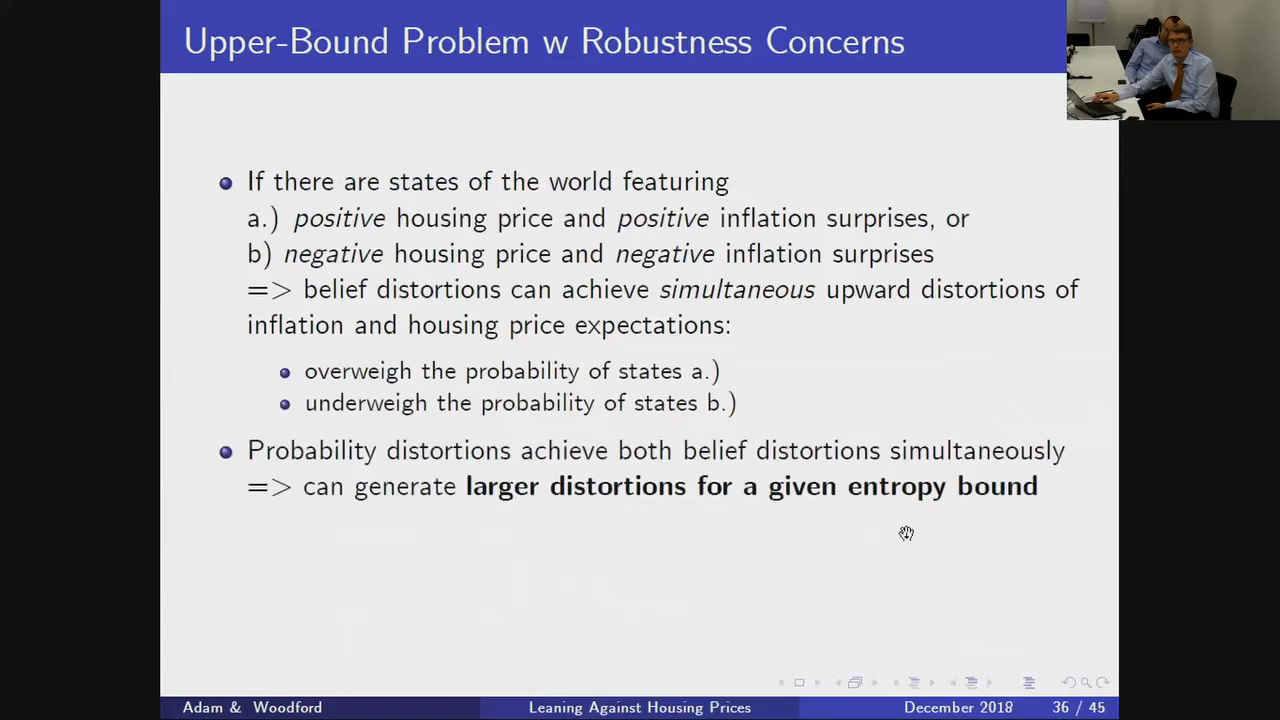 Upper-Bound Problem w Robustness Concerns
If there are states of the world featuring
a.) positive housing price and positive inflation surprises, or
b) negative housing price and negative inflation surprises
=> belief distortions can achieve simultaneous upward distortions of
inflation and housing price expectations:
overweigh the probability of states a.)
underweigh the probability of states b.)
Probability distortions achieve both belief distortions simultaneously
=> can generate larger distortions for a given entropy bound
Adam & Woodford
Leaning Against Housing Prices
December 2018
36 / 45